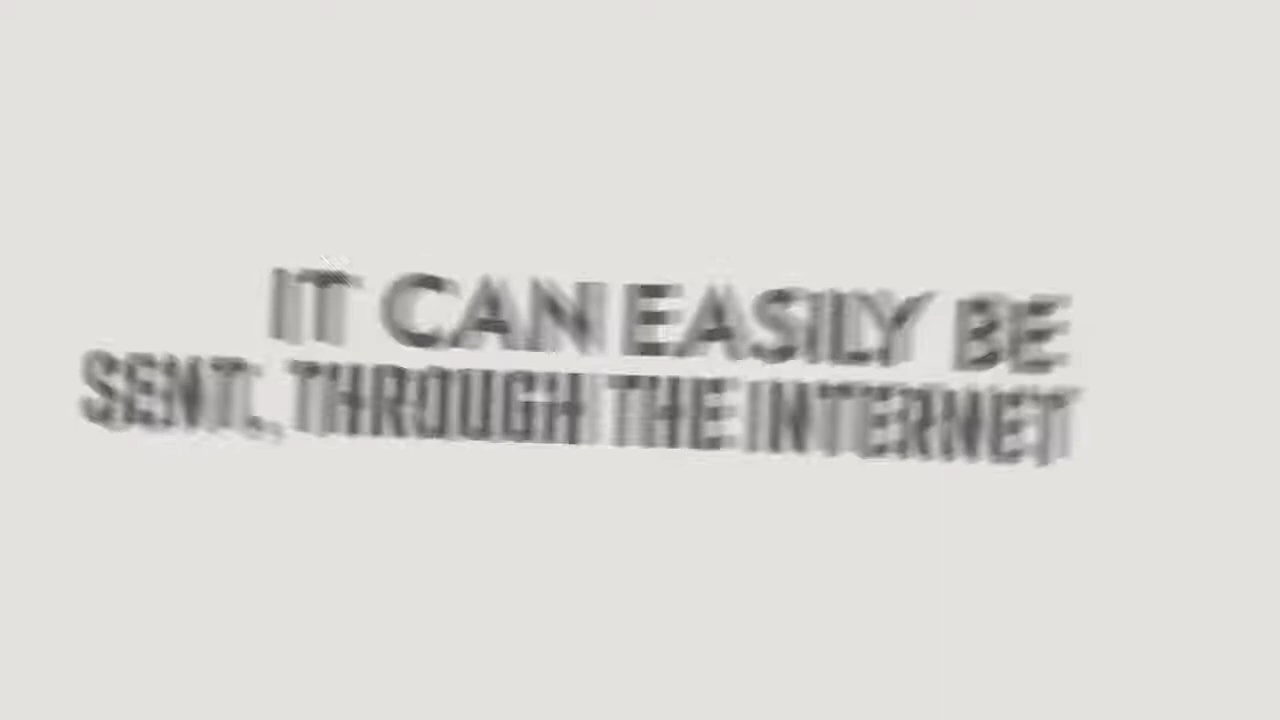 IT CAN EASILY BE
SENT, THROUGH THE INTERNET